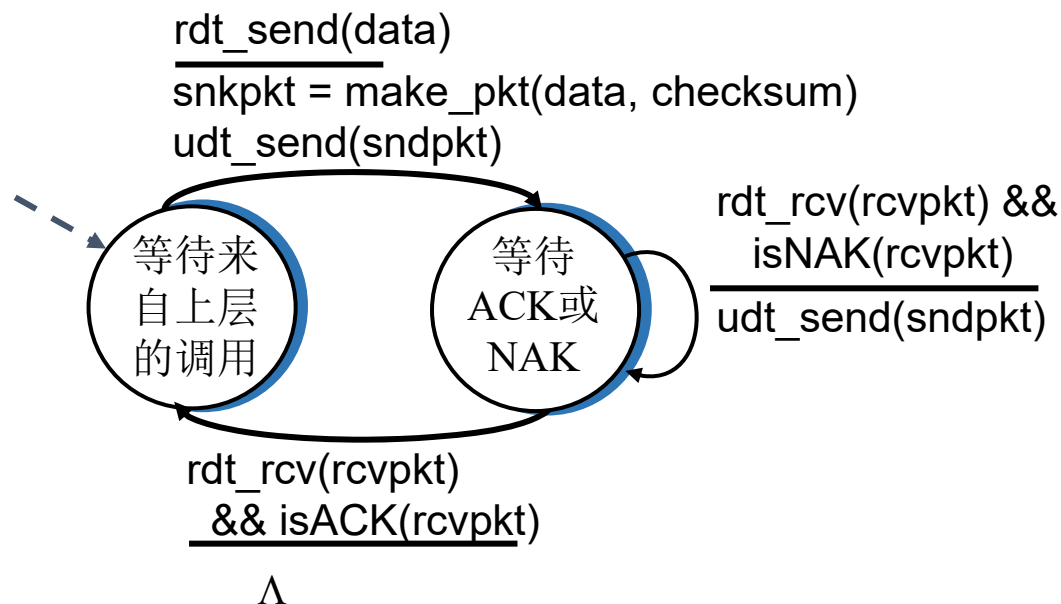 rdt_send(data)
snkpkt = make_pkt(data, checksum)
udt_send(sndpkt)
等待来
自上层
的调用
等待
ACK或
NAK
rdt_rcv(rcvpkt) &&
isNAK(rcvpkt)
udt_send(sndpkt)
rdt_rcv(rcvpkt)
&& isACK(rcvpkt)
Λ